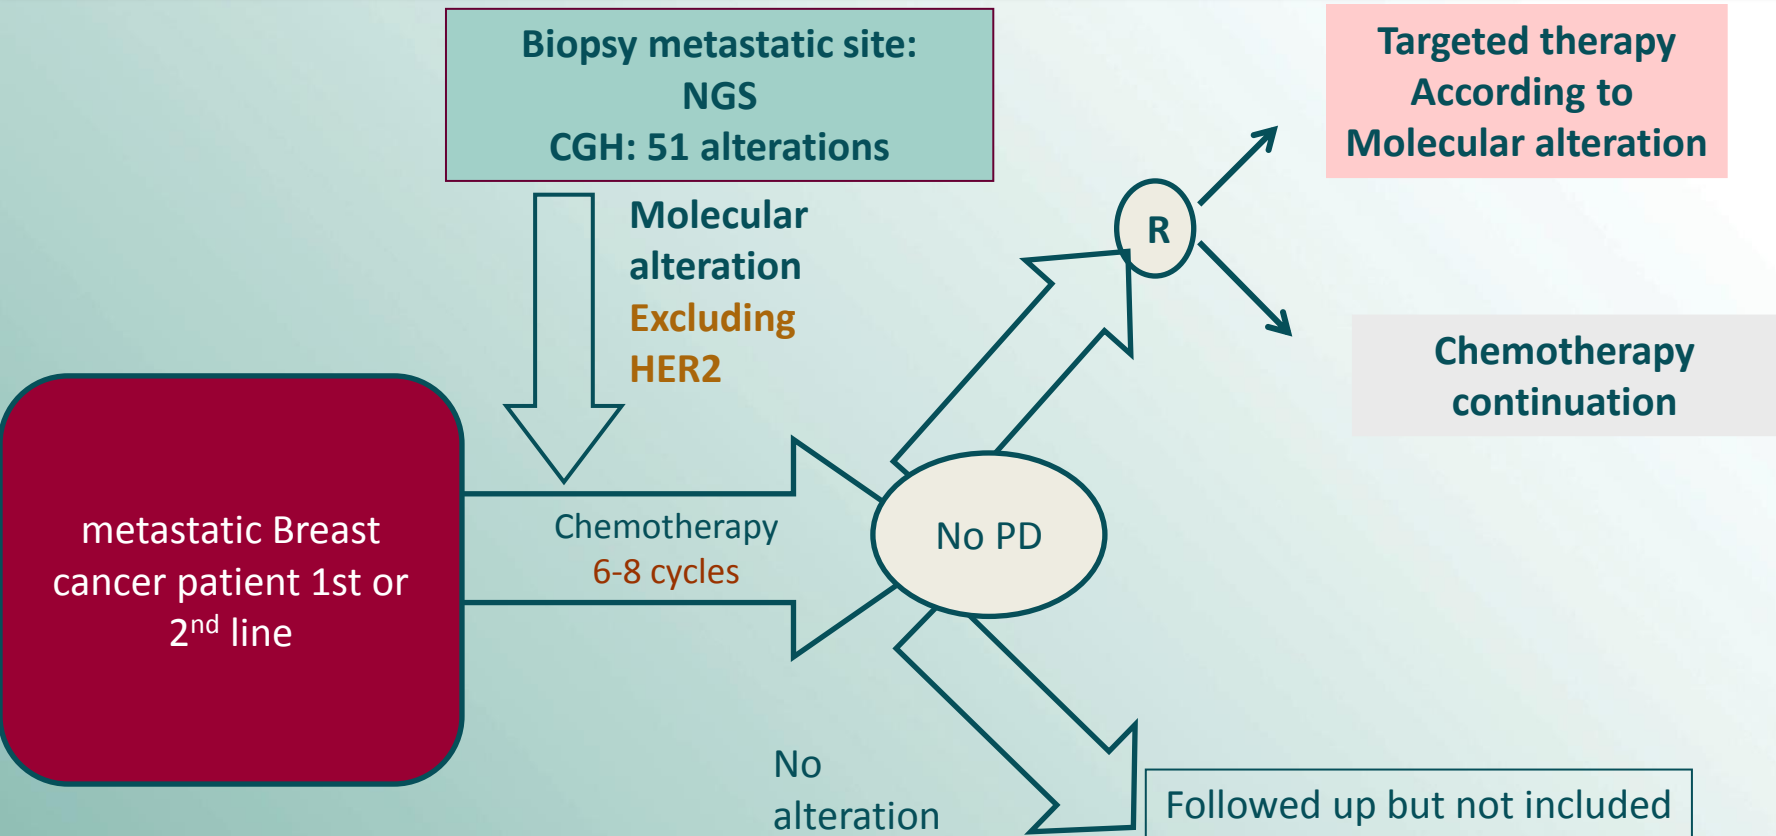 Biopsy metastatic site:
NGS
CGH: 51 alterations
Targeted therapy
According to
Molecular alteration
Molecular
alteration
Excluding
HER2
R
Chemotherapy
continuation
metastatic Breast
cancer patient 1st or
2nd line
Chemotherapy
6-8 cycles
No PD
No
alteration
Followed up but not included